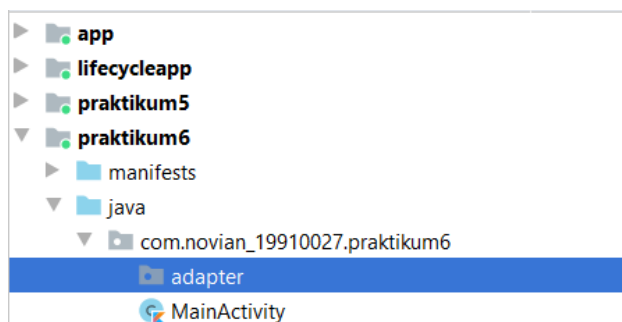 app
lifecycleapp
praktikum5
praktikum6
manifests
java
com.novian_19910027.praktikum6
adapter
MainActivity